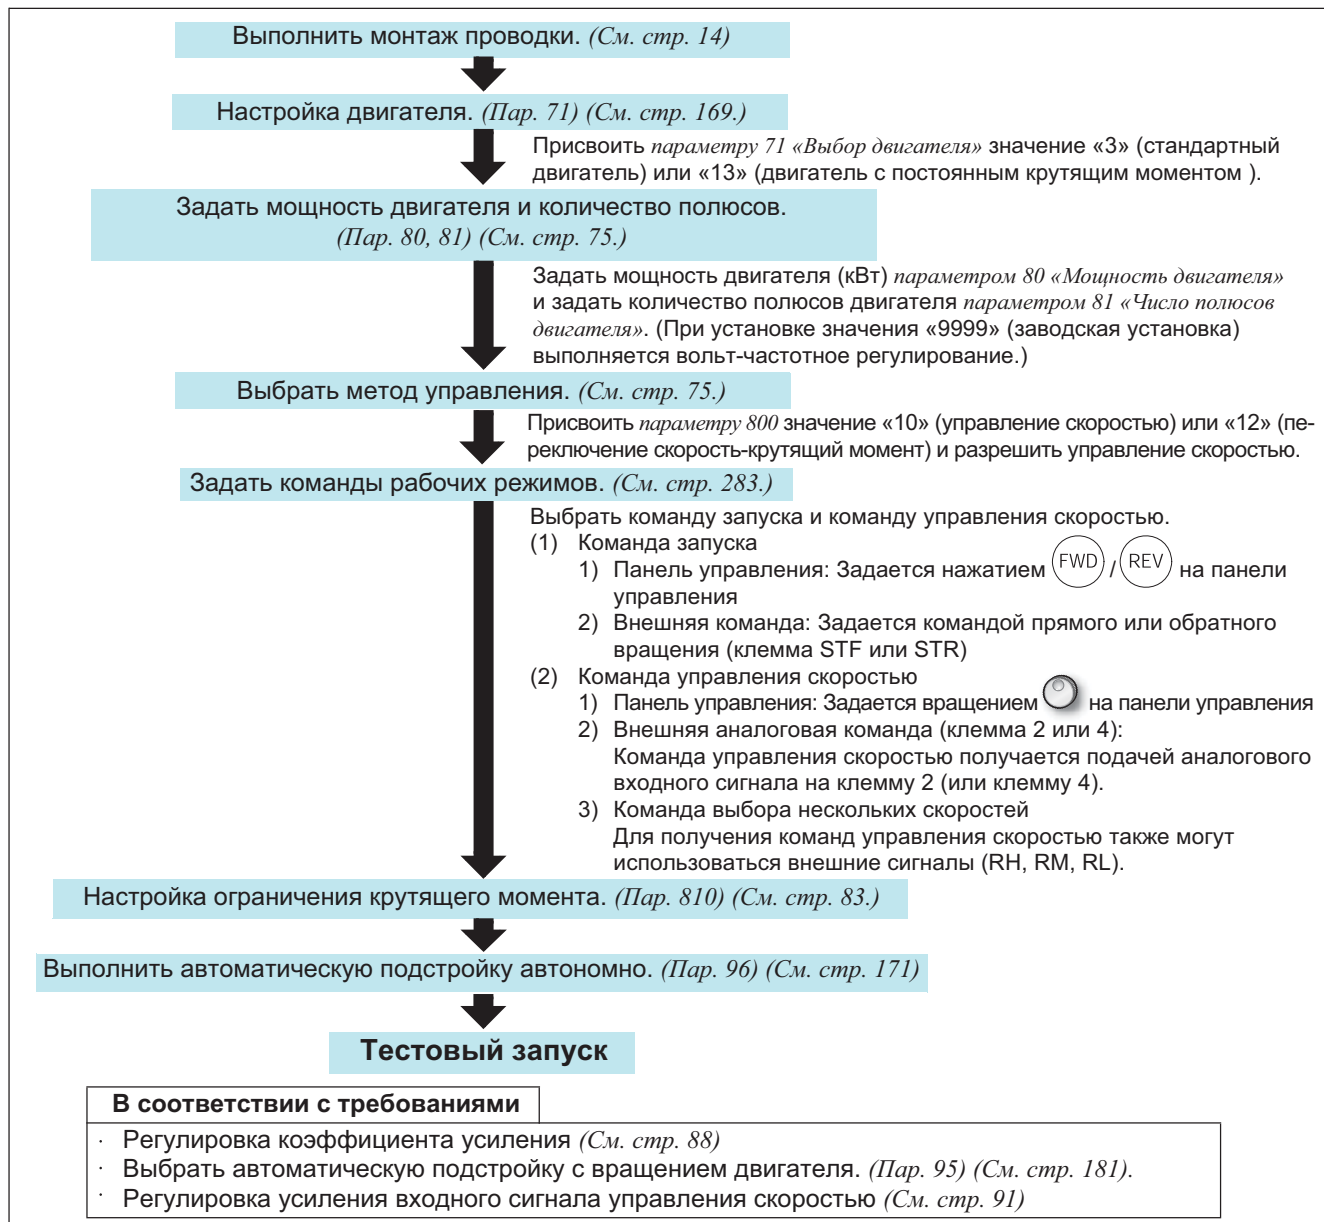 Выполнить монтаж проводки. (См. стр. 14)
Настройка двигателя. (Пар. 71) (См. стр. 169.)
Присвоить параметру 71 «Выбор двигателя» значение «3» (стандартный
двигатель) или «13» (двигатель с постоянным крутящим моментом ).
Задать мощность двигателя и количество полюсов.
(Пар. 80, 81) (См. стр. 75.)
Задать мощность двигателя (кВт) параметром 80 «Мощность двигателя»
и задать количество полюсов двигателя параметром 81 «Число полюсов
двигателя». (При установке значения «9999» (заводская установка)
выполняется вольт-частотное регулирование.)
Выбрать метод управления. (См. стр. 75.)
Присвоить параметру 800 значение «10» (управление скоростью) или «12» (пе-
реключение скорость-крутящий момент) и разрешить управление скоростью.
Задать команды рабочих режимов. (См. стр. 283.)
Выбрать команду запуска и команду управления скоростью.
(1) Команда запуска
1) Панель управления: Задается нажатием FWD / REV на панели
управления
2) Внешняя команда: Задается командой прямого или обратного
вращения (клемма STF или STR)
(2) Команда управления скоростью
1) Панель управления: Задается вращением на панели управления
2) Внешняя аналоговая команда (клемма 2 или 4):
Команда управления скоростью получается подачей аналогового
входного сигнала на клемму 2 (или клемму 4).
3) Команда выбора нескольких скоростей
Для получения команд управления скоростью также могут
использоваться внешние сигналы (RH, RM, RL).
Настройка ограничения крутящего момента. (Пар. 810) (См. стр. 83.)
Выполнить автоматическую подстройку автономно. (Пар. 96) (См. стр. 171)
Тестовый запуск
В соответствии с требованиями
· Регулировка коэффициента усиления (См. стр. 88)
· Выбрать автоматическую подстройку с вращением двигателя. (Пар. 95) (См. стр. 181).
· Регулировка усиления входного сигнала управления скоростью (См. стр. 91)